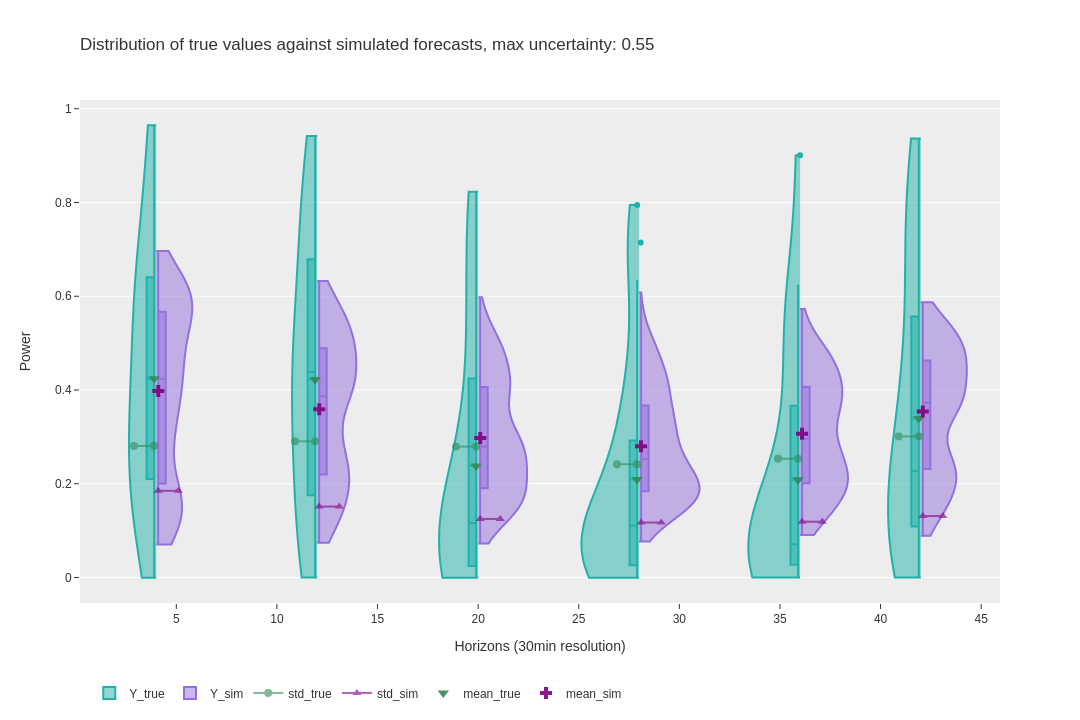 Distribution of true values against simulated forecasts, max uncertainty: 0.55
1
0.8
0.6
0.4
0.2
0
Power
5 10 15 20 25 30 35 40 45
Horizons (30min resolution)
Y_true Y_sim std_true std_sim mean_true mean_sim